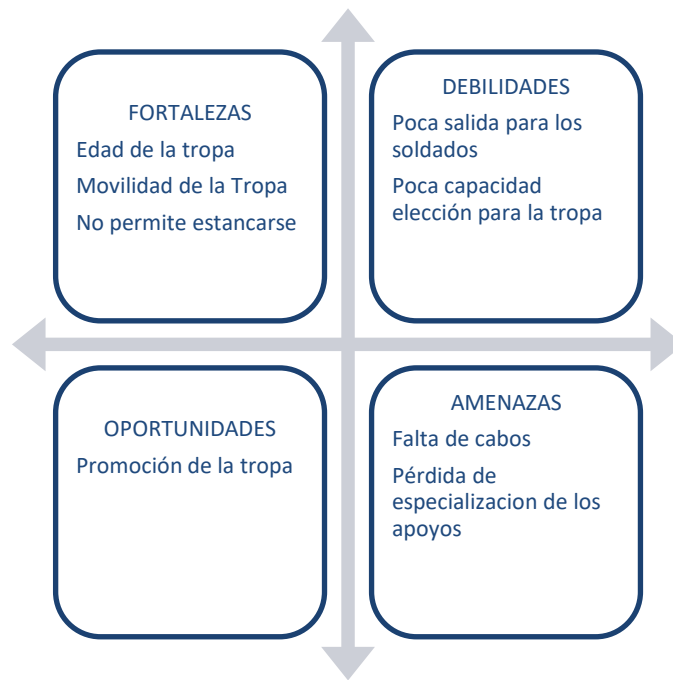 FORTALEZAS
Edad de la tropa
Movilidad de la Tropa
No permite estancarse
DEBILIDADES
Poca salida para los
soldados
Poca capacidad
elección para la tropa
OPORTUNIDADES
Promoción de la tropa
AMENAZAS
Falta de cabos
Pérdida de
especializacion de los
apoyos